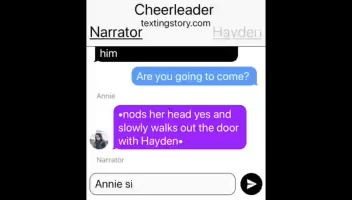 Cheerleader
textingstory.com
Narrator
Hayden
him
Are you going to come?
Annie
•nods her head yes and
slowly walks out the door
with Hayden•
Narrator
Annie si